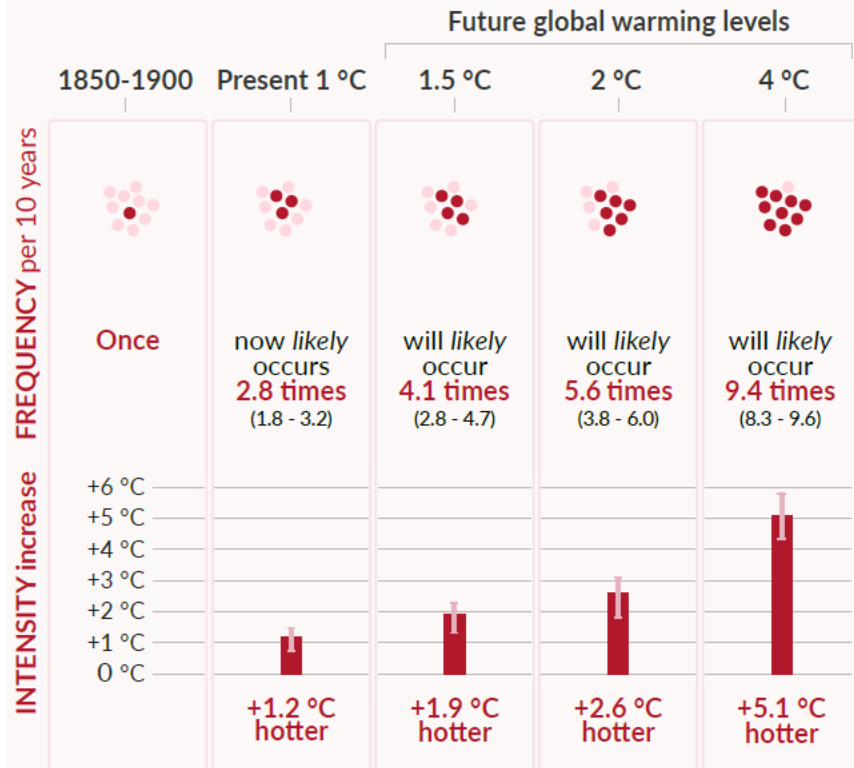 Future global warming levels
1850-1900 Present 1 °C 1.5 °C 2 °C 4 °C
FREQUENCY per 10 years
Once
now likely
occurs
2.8 times
(1.8 - 3.2)
will likely
occur
4.1 times
(2.8 - 4.7)
will likely
occur
5.6 times
(3.8 - 6.0)
will likely
occur
9.4 times
(8.3 - 9.6)
INTENSITY increase
+6 °C
+5 °C
+4 °C
+3 °C
+2 °C
+1 °C
0 °C
+1.2 °C
hotter
+1.9 °C
hotter
+2.6 °C
hotter
+5.1 °C
hotter